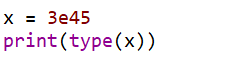 x = 3e45
print(type(x))